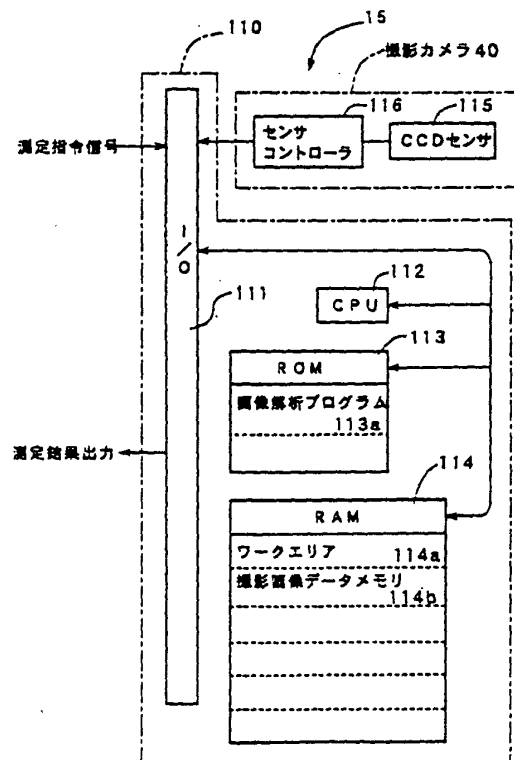 110
15
撮影カメラ40
116
115
センサ
コントローラ
CCDセンサ
測定指令信号
I/O
111
112
CPU
113
ROM
画像解析プログラム
113a
測定結果出力
114
RAM
ワークエリア
114a
撮影画像データメモリ
114b